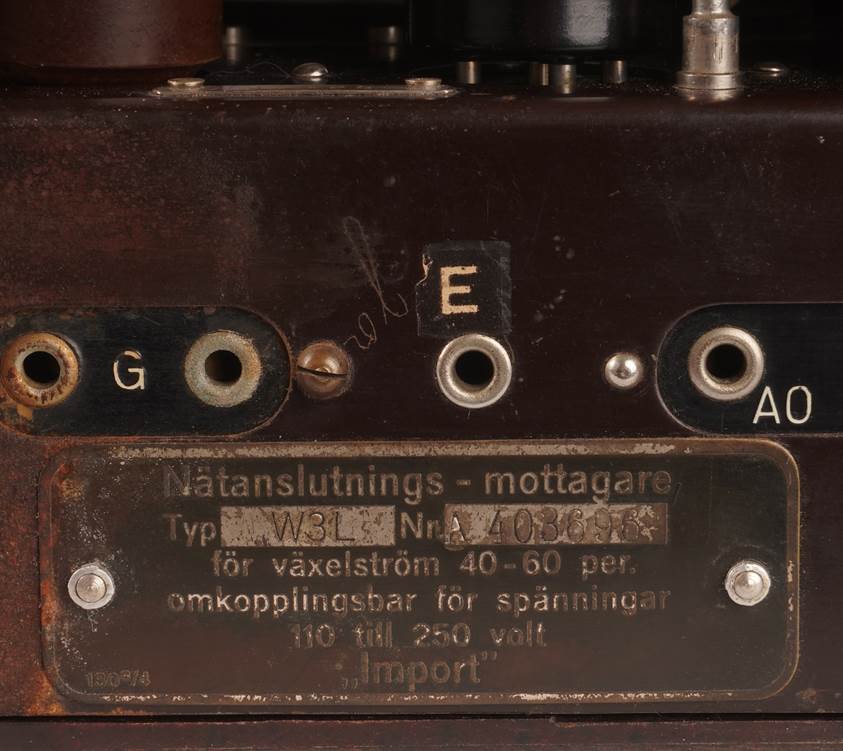 E
G
AO
Nätanslutnings - mottagare
Typ W3L Nr. A 403696
för växelström 40-60 per.
omkopplingsbar för spänningar
110 till 250 volt
„Import”